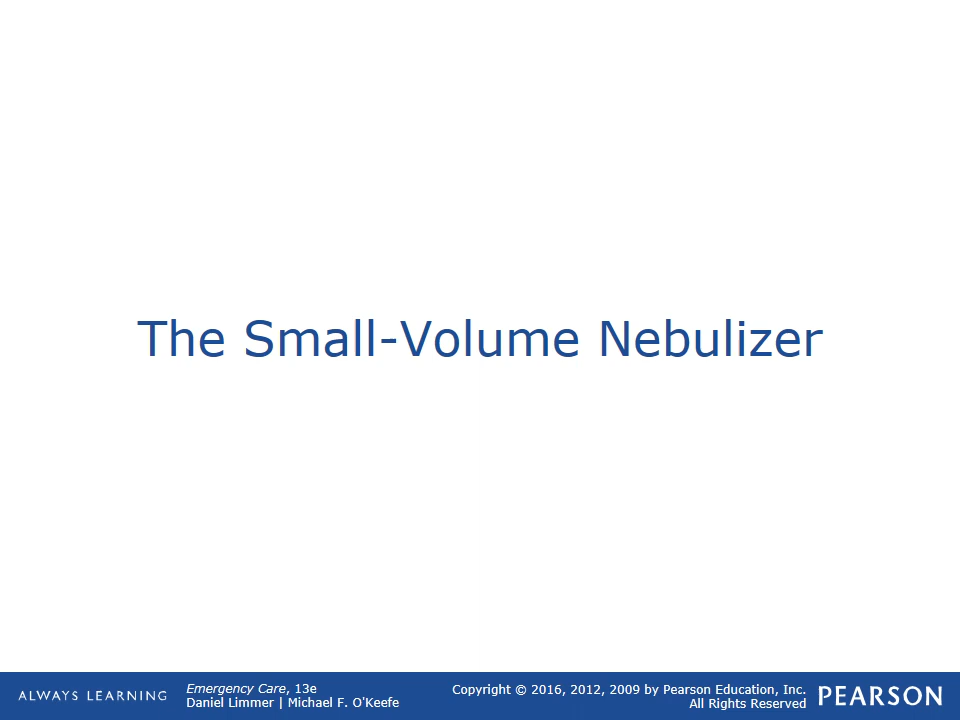 The Small-Volume Nebulizer
ALWAYS LEARNING
Emergency Care, 13e
Daniel Limmer | Michael F. O'Keefe
Copyright © 2016, 2012, 2009 by Pearson Education, Inc.
All Rights Reserved
PEARSON